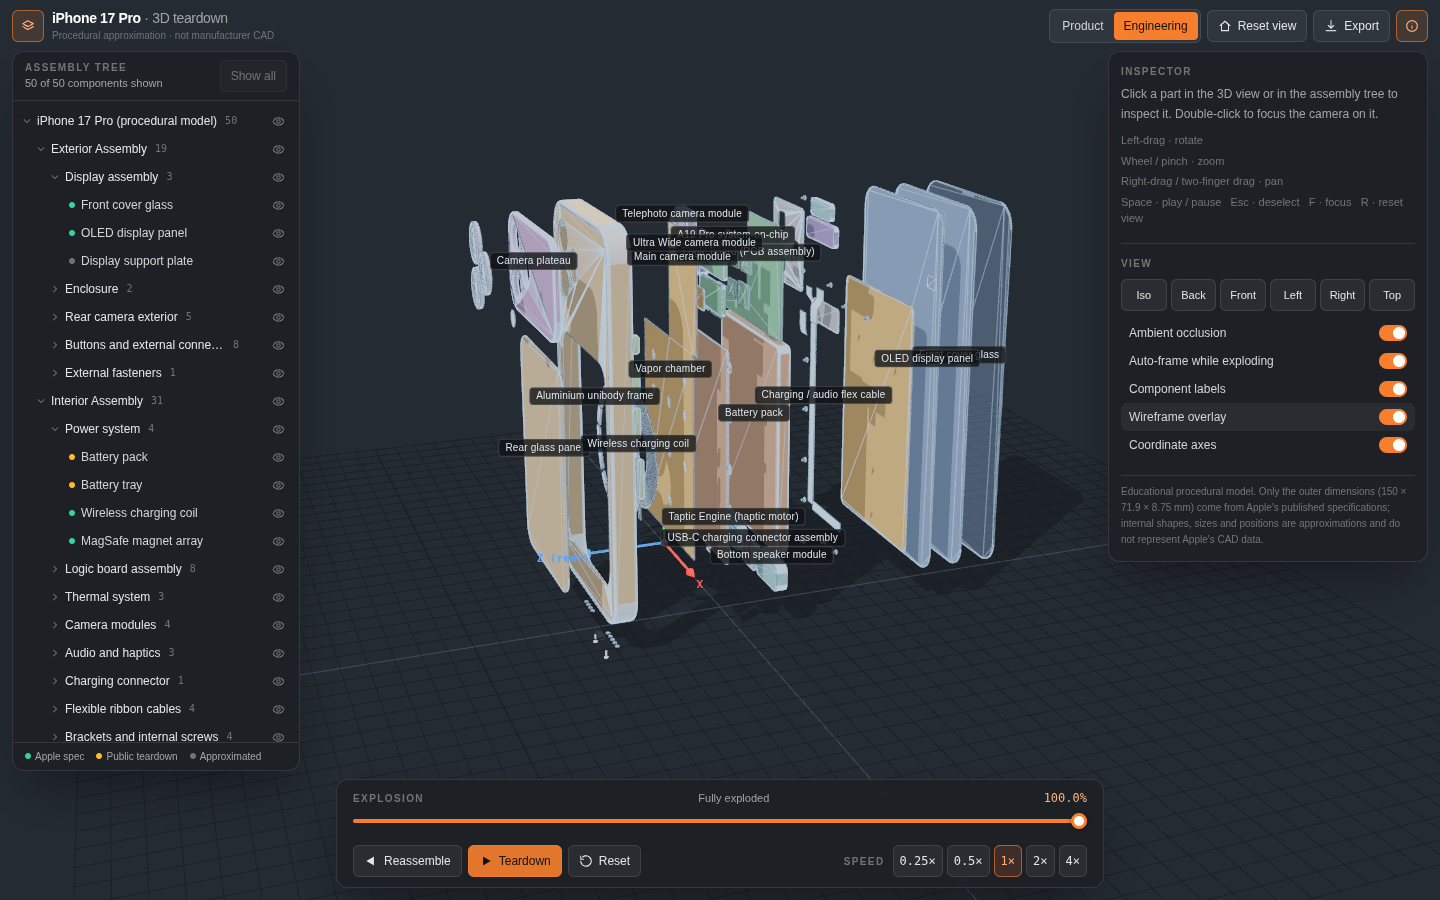 iPhone 17 Pro · 3D teardown
Procedural approximation · not manufacturer CAD
Product
Engineering
Reset view
Export
ASSEMBLY TREE
50 of 50 components shown
Show all
iPhone 17 Pro (procedural model) 50
Exterior Assembly 19
Display assembly 3
Front cover glass
OLED display panel
Display support plate
Enclosure 2
Rear camera exterior 5
Buttons and external conne… 8
External fasteners 1
Interior Assembly 31
Power system 4
Battery pack
Battery tray
Wireless charging coil
MagSafe magnet array
Logic board assembly 8
Thermal system 3
Camera modules 4
Audio and haptics 3
Charging connector 1
Flexible ribbon cables 4
Brackets and internal screws 4
Apple spec
Public teardown
Approximated
Telephoto camera module
A19 Pro system-on-chip
Ultra Wide camera module
(PCB assembly)
Main camera module
Camera plateau
glass
OLED display panel
Vapor chamber
Aluminium unibody frame
Charging / audio flex cable
Battery pack
Rear glass pane
Wireless charging coil
Taptic Engine (haptic motor)
USB-C charging connector assembly
Bottom speaker module
Z (rear)
X
INSPECTOR
Click a part in the 3D view or in the assembly tree to
inspect it. Double-click to focus the camera on it.
Left-drag · rotate
Wheel / pinch · zoom
Right-drag / two-finger drag · pan
Space · play / pause Esc · deselect F · focus R · reset
view
VIEW
Iso
Back
Front
Left
Right
Top
Ambient occlusion
Auto-frame while exploding
Component labels
Wireframe overlay
Coordinate axes
Educational procedural model. Only the outer dimensions (150 ×
71.9 × 8.75 mm) come from Apple's published specifications;
internal shapes, sizes and positions are approximations and do
not represent Apple's CAD data.
EXPLOSION
Fully exploded
100.0%
Reassemble
Teardown
Reset
SPEED
0.25×
0.5×
1×
2×
4×